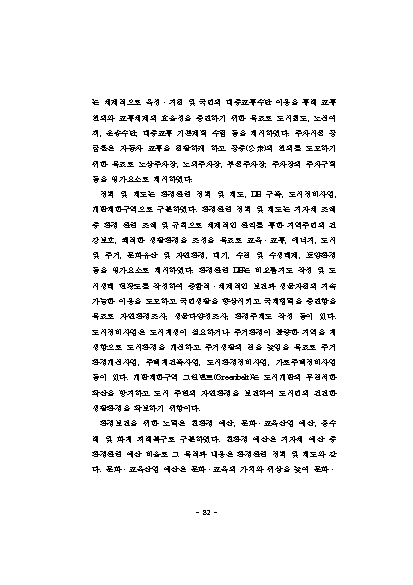 는 체계적으로 육성·지원 및 국민의 대중교통수단 이용을 통해 교통
편의와 교통체계의 효율성을 증진하기 위한 목표로 도시철도, 노선여
객, 운송수단, 대중교통 기본계획 수립 등을 제시하였다. 주차시설 공
급률은 자동차 교통을 원활하게 하고 공중(公衆)의 편의를 도모하기
위한 목표로 노상주차장, 노외주차장, 부설주차장, 주차장의 주차구획
등을 평가요소로 제시하였다.
정책 및 제도는 환경관련 정책 및 제도, DB 구축, 도시정비사업,
개발제한구역으로 구분하였다. 환경관련 정책 및 제도는 지자체 조례
중 환경 관련 조례 및 규칙으로 체계적인 관리를 통한 지역주민의 건
강보호, 쾌적한 생활환경을 조성을 목표로 교육·교통, 에너지, 도시
및 주거, 문화유산 및 자연환경, 대기, 수질 및 수생태계, 토양환경
등을 평가요소로 제시하였다. 환경관련 DB는 비오톱지도 작성 및 도
시생태 현황도를 작성하여 종합적·체계적인 보전과 생물자원의 지속
가능한 이용을 도모하고 국민생활을 향상시키고 국제협력을 증진함을
목표로 자연환경조사, 생물다양성조사, 환경주제도 작성 등이 있다.
도시정비사업은 도시재생이 필요하거나 주거환경이 불량한 지역을 재
생함으로 도시환경을 개선하고 주거생활의 질을 높임을 목표로 주거
환경개선사업, 주택재건축사업, 도시환경정비사업, 가로주택정비사업
등이 있다. 개발제한구역 그린벨트(Greenbelt)는 도시개발의 무질서한
확산을 방지하고 도시 주변의 자연환경을 보전하여 도시민의 건전한
생활환경을 확보하기 위함이다.
환경보전을 위한 노력은 친환경 예산, 문화·교육산업 예산, 홍수
해 및 화재 피해복구로 구분하였다. 친환경 예산은 지자체 예산 중
환경관련 예산 비율로 그 목적과 내용은 환경관련 정책 및 제도와 같
다. 문화·교육산업 예산은 문화·교육의 가치와 위상을 높여 문화·
- 82 -